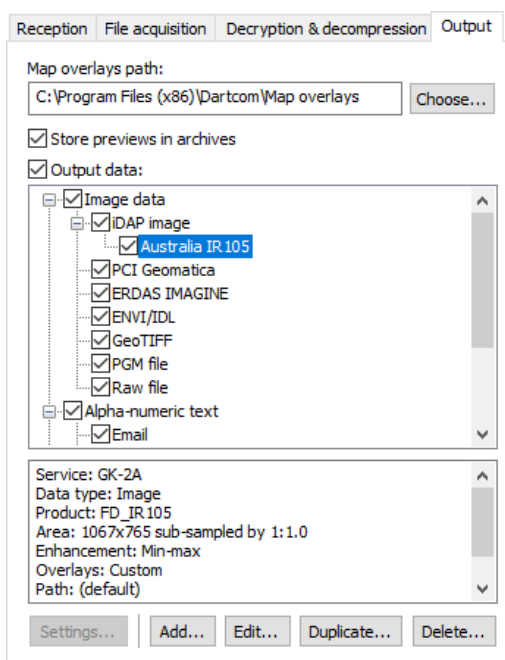 Reception File acquisition Decryption & decompression Output
Map overlays path:
C:\Program Files (x86)\Dartcom\Map overlays Choose...
Store previews in archives
Output data:
Image data
iDAP image
Australia IR105
PCI Geomatica
ERDAS IMAGINE
ENVI/IDL
GeoTIFF
PGM file
Raw file
Alpha-numeric text
Email
Service: GK-2A
Data type: Image
Product: FD_IR105
Area: 1067x765 sub-sampled by 1:1.0
Enhancement: Min-max
Overlays: Custom
Path: (default)
Settings... Add... Edit... Duplicate... Delete...